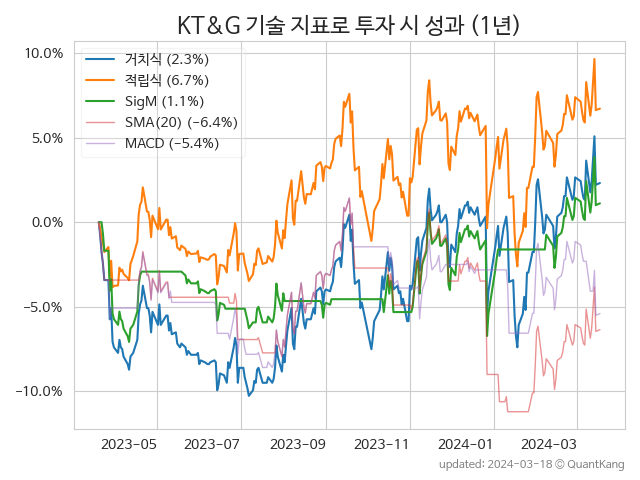 KT&G 기술 지표로 투자 시 성과 (1년)
10.0%
5.0%
0.0%
−5.0%
−10.0%
거치식 (2.3%)
적립식 (6.7%)
SigM (1.1%)
SMA(20) (−6.4%)
MACD (−5.4%)
2023−05
2023−07
2023−09
2023−11
2024−01
2024−03
updated: 2024−03−18 ⓒ QuantKang